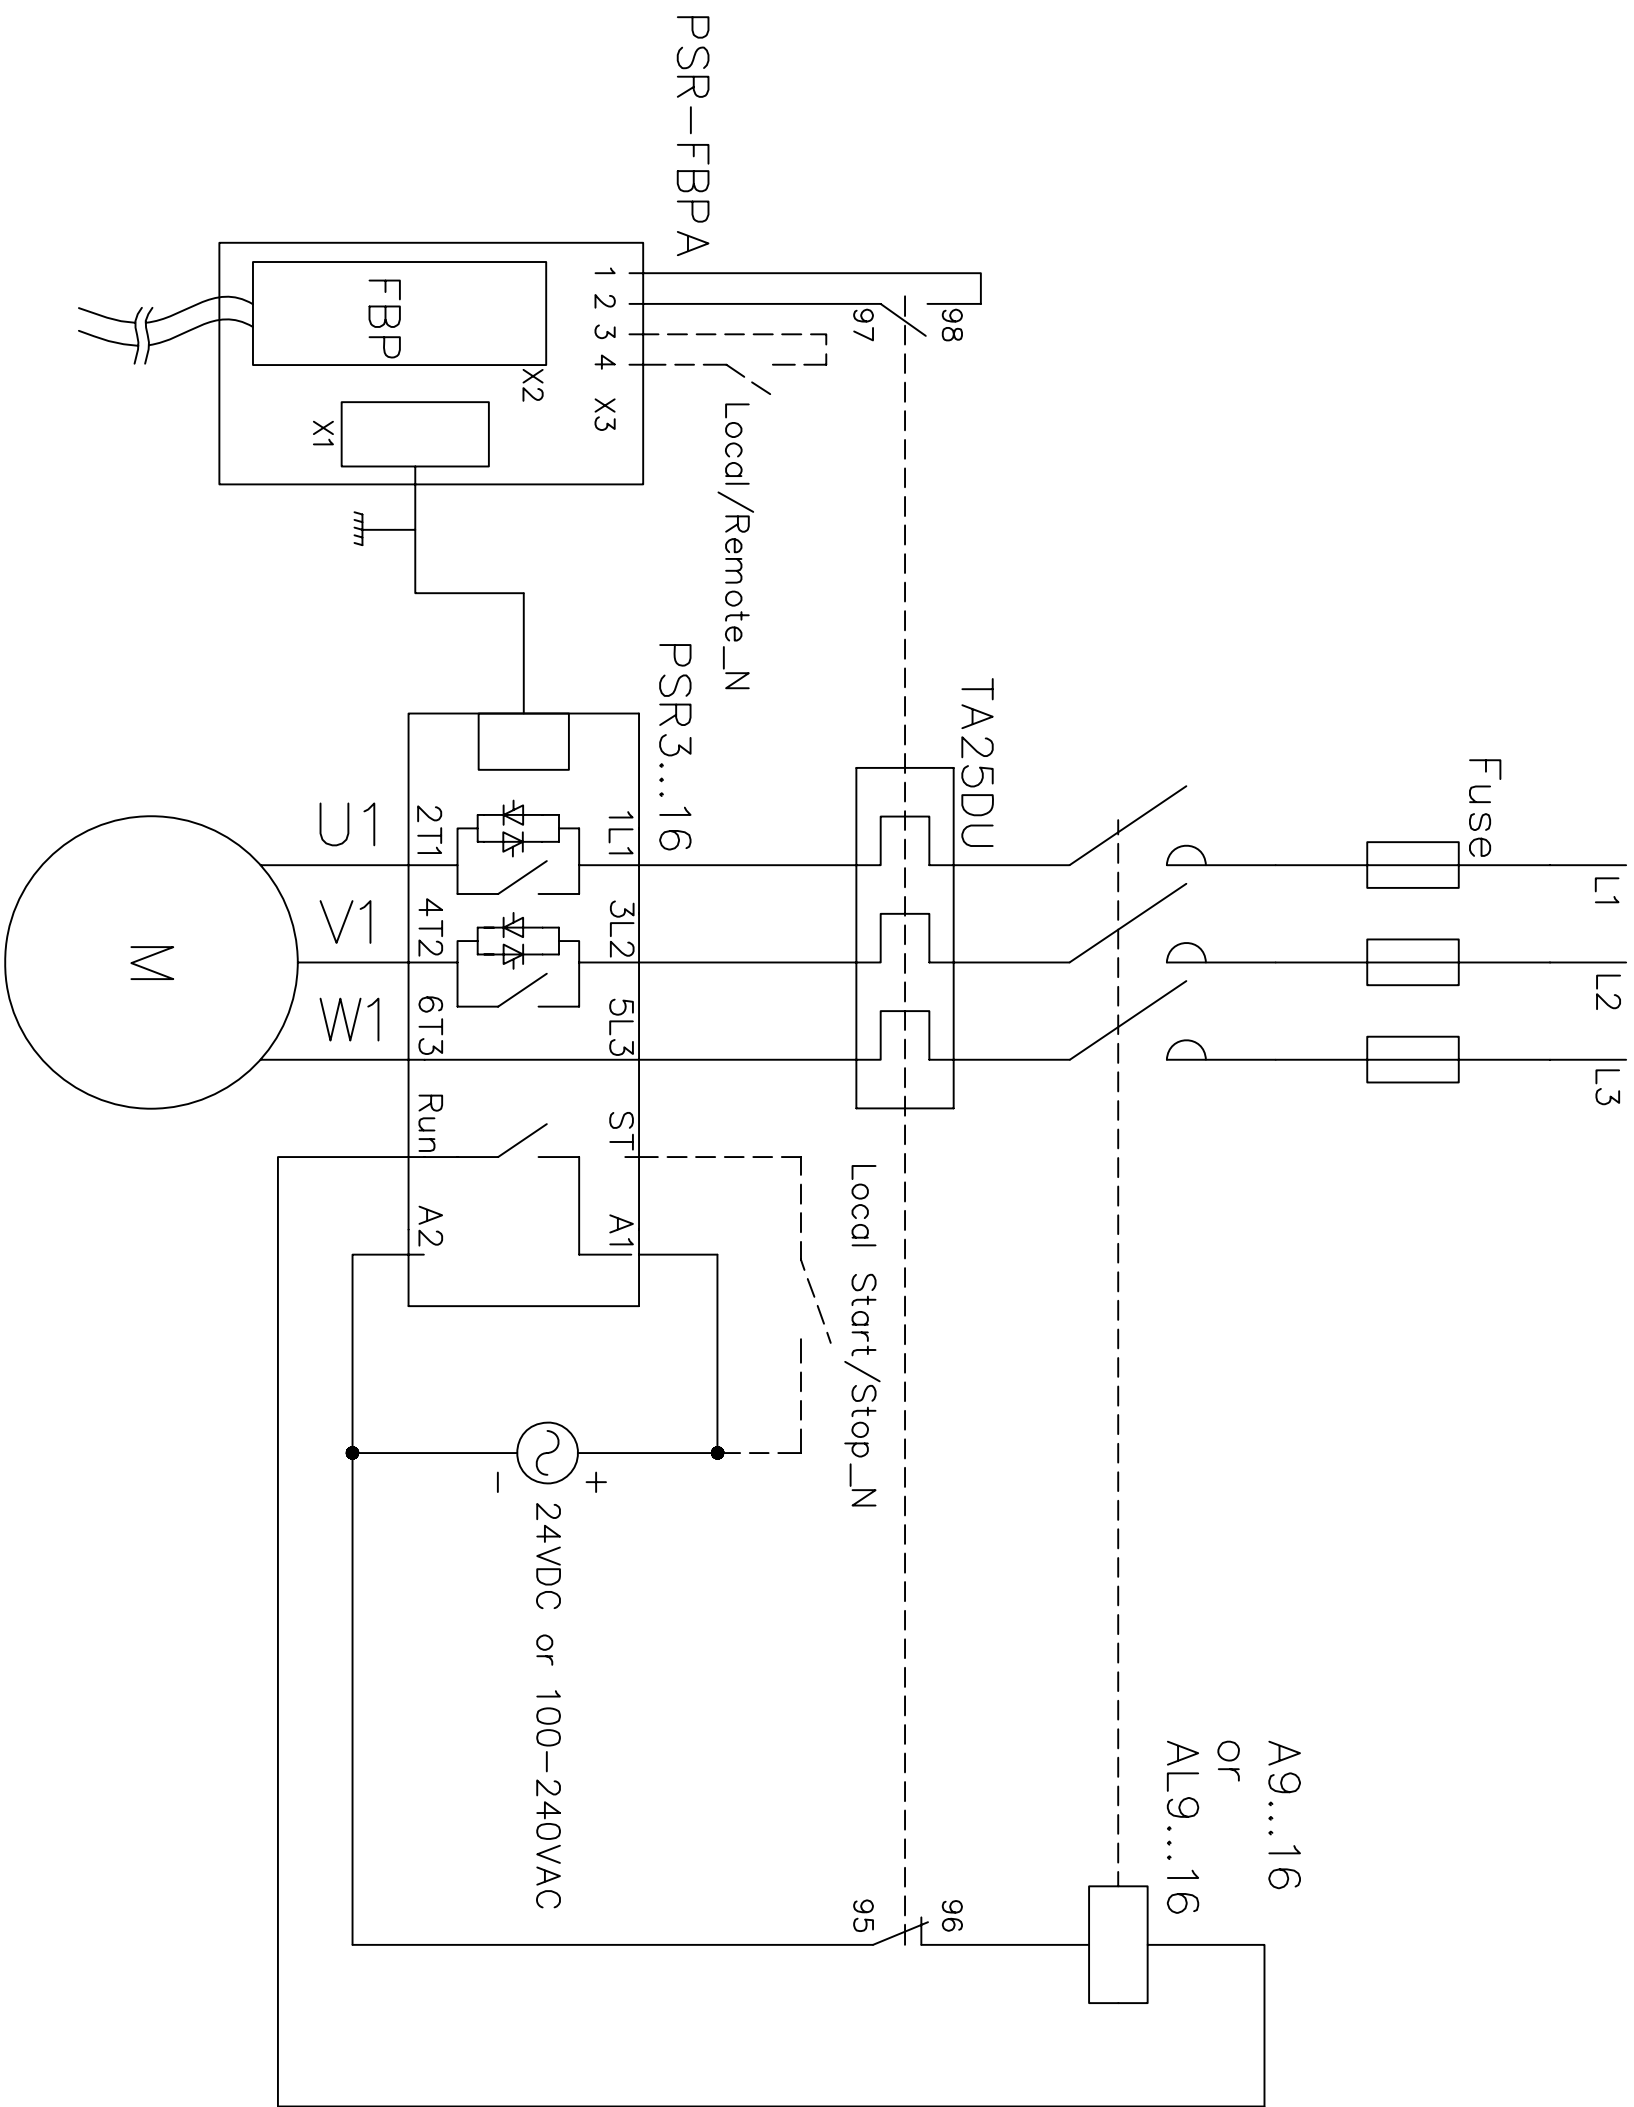 L1
L2
L3
Fuse
A9...16
or
AL9...16
TA25DU
98
97
96
95
Local/Remote_N
Local Start/Stop_N
PSR-FBPA
PSR3...16
1 2 3 4 X3
1L1
3L2
5L3
ST
A1
X2
X1
FBP
+
-
24VDC or 100-240VAC
2T1
4T2
6T3
Run
A2
U1
V1
W1
M